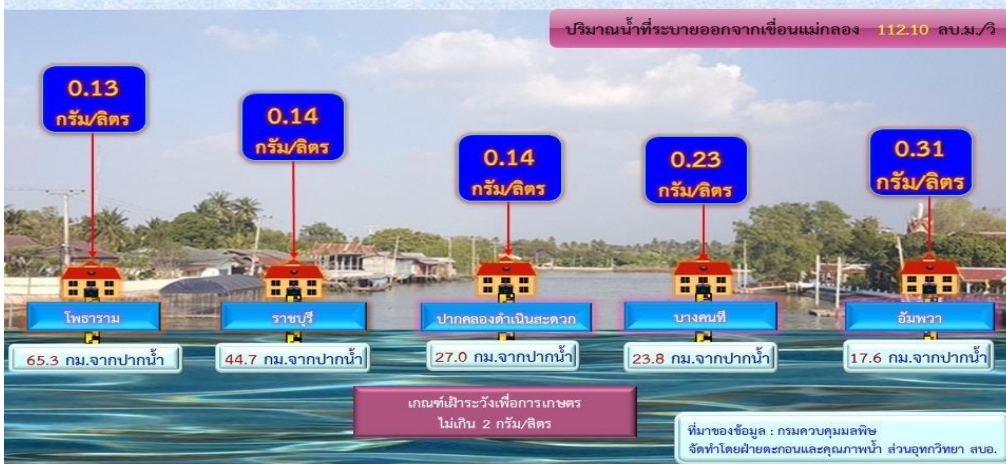 ปริมาณน้ำที่ระบายออกจากเขื่อนแม่กลอง 112.10 ลบ.ม./วิ
0.13
กรัม/ลิตร
0.14
กรัม/ลิตร
0.14
กรัม/ลิตร
0.23
กรัม/ลิตร
0.31
กรัม/ลิตร
โพธาราม
ราชบุรี
ปากคลองดำเนินสะดวก
บางคนที
อัมพวา
65.3 กม.จากปากน้ำ
44.7 กม.จากปากน้ำ
27.0 กม.จากปากน้ำ
23.8 กม.จากปากน้ำ
17.6 กม.จากปากน้ำ
เกณฑ์เฝ้าระวังเพื่อการเกษตร
ไม่เกิน 2 กรัม/ลิตร
ที่มาของข้อมูล : กรมควบคุมมลพิษ
จัดทำโดยฝ่ายตะกอนและคุณภาพน้ำ ส่วนอุทกวิทยา สบอ.